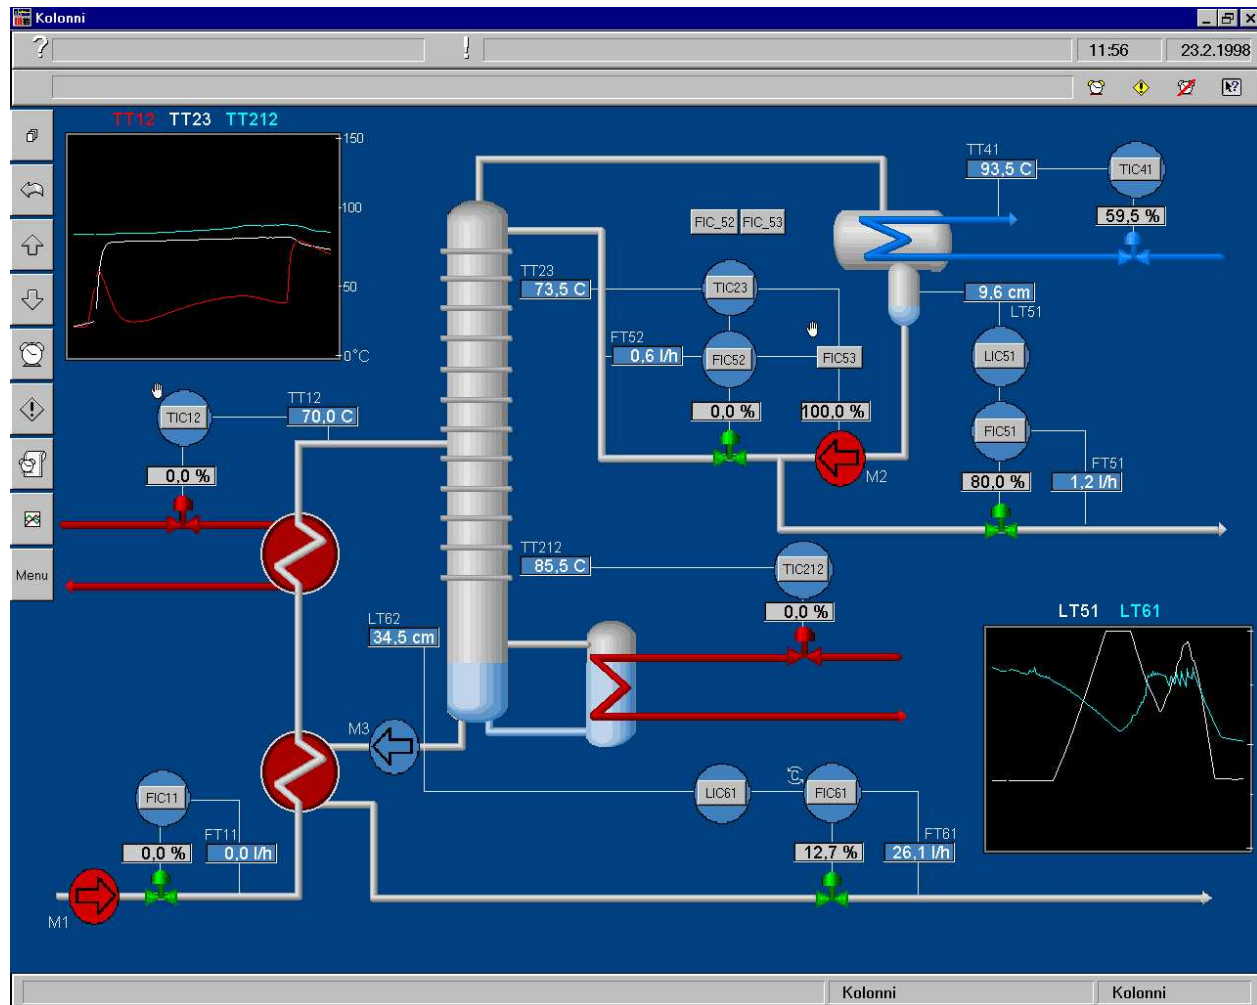 Kolonni
?
!
11:56
23.2.1998
TT12 TT23 TT212
150
100
50
0°C
Menu
TT41
93,5 C
TIC41
59,5 %
FIC_52 FIC_53
TT23
73,5 C
TIC23
9,6 cm
LT51
FT52
0,6 l/h
FIC52
FIC53
LIC51
0,0 %
100,0 %
M2
FIC51
80,0 %
FT51
1,2 l/h
TIC12
TT12
70,0 C
0,0 %
TT212
85,5 C
TIC212
0,0 %
LT62
34,5 cm
LT51 LT61
M3
FIC11
FT11
0,0 %
0,0 l/h
M1
LIC61
C
FIC61
FT61
12,7 %
26,1 l/h
Kolonni
Kolonni